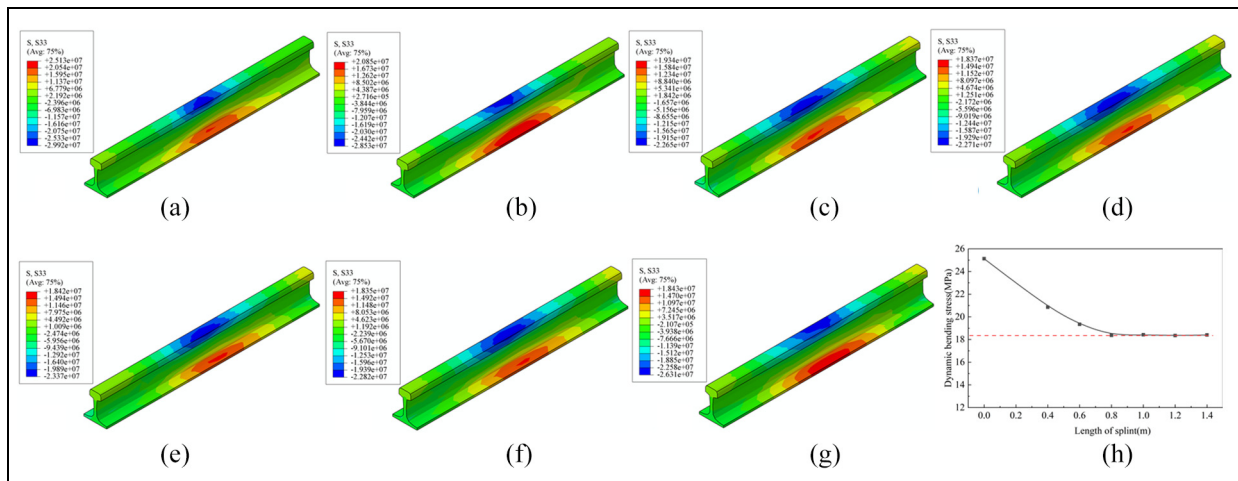 S, S33
(Avg: 75%)
+2.513e+07
+2.054e+07
+1.595e+07
+1.137e+07
+6.779e+06
+2.192e+06
-2.396e+06
-6.983e+06
-1.157e+07
-1.616e+07
-2.075e+07
-2.533e+07
-2.992e+07
(a)
S, S33
(Avg: 75%)
+2.085e+07
+1.673e+07
+1.262e+07
+8.502e+06
+4.387e+06
+2.716e+05
-3.844e+06
-7.959e+06
-1.207e+07
-1.619e+07
-2.030e+07
-2.442e+07
-2.853e+07
(b)
S, S33
(Avg: 75%)
+1.934e+07
+1.584e+07
+1.234e+07
+8.840e+06
+5.341e+06
+1.842e+06
-1.657e+06
-5.156e+06
-8.655e+06
-1.215e+07
-1.565e+07
-1.915e+07
-2.265e+07
(c)
S, S33
(Avg: 75%)
+1.837e+07
+1.494e+07
+1.152e+07
+8.097e+06
+4.674e+06
+1.251e+06
-2.172e+06
-5.596e+06
-9.019e+06
-1.244e+07
-1.587e+07
-1.929e+07
-2.271e+07
(d)
S, S33
(Avg: 75%)
+1.842e+07
+1.494e+07
+1.146e+07
+7.975e+06
+4.492e+06
+1.009e+06
-2.474e+06
-5.956e+06
-9.439e+06
-1.292e+07
-1.640e+07
-1.989e+07
-2.337e+07
(e)
S, S33
(Avg: 75%)
+1.835e+07
+1.492e+07
+1.148e+07
+8.053e+06
+4.623e+06
+1.192e+06
-2.239e+06
-5.670e+06
-9.101e+06
-1.253e+07
-1.596e+07
-1.939e+07
-2.282e+07
(f)
S, S33
(Avg: 75%)
+1.843e+07
+1.470e+07
+1.097e+07
+7.245e+06
+3.517e+06
-2.107e+05
-3.938e+06
-7.666e+06
-1.139e+07
-1.512e+07
-1.885e+07
-2.258e+07
-2.631e+07
(g)
Dynamic bending stress(MPa)
26
24
22
20
18
16
14
12
0.0 0.2 0.4 0.6 0.8 1.0 1.2 1.4
Length of splint(m)
(h)